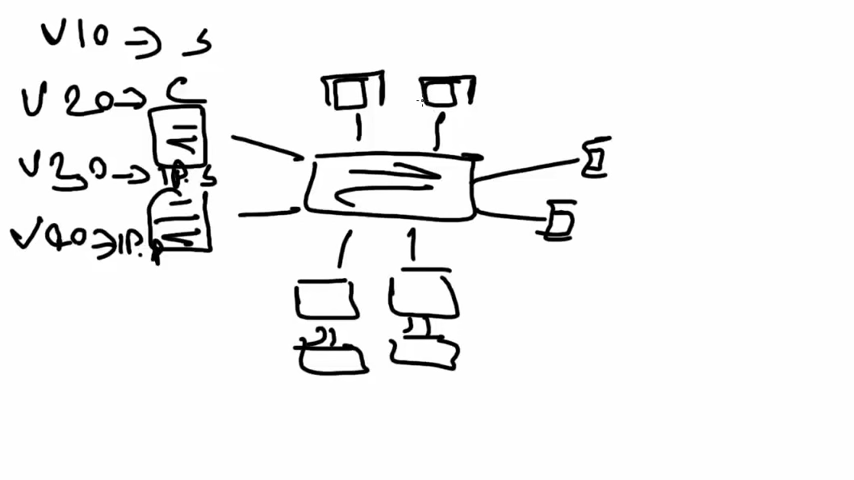 V10 → S
V20 → C
V30 → IP.S
V40 → IP.P